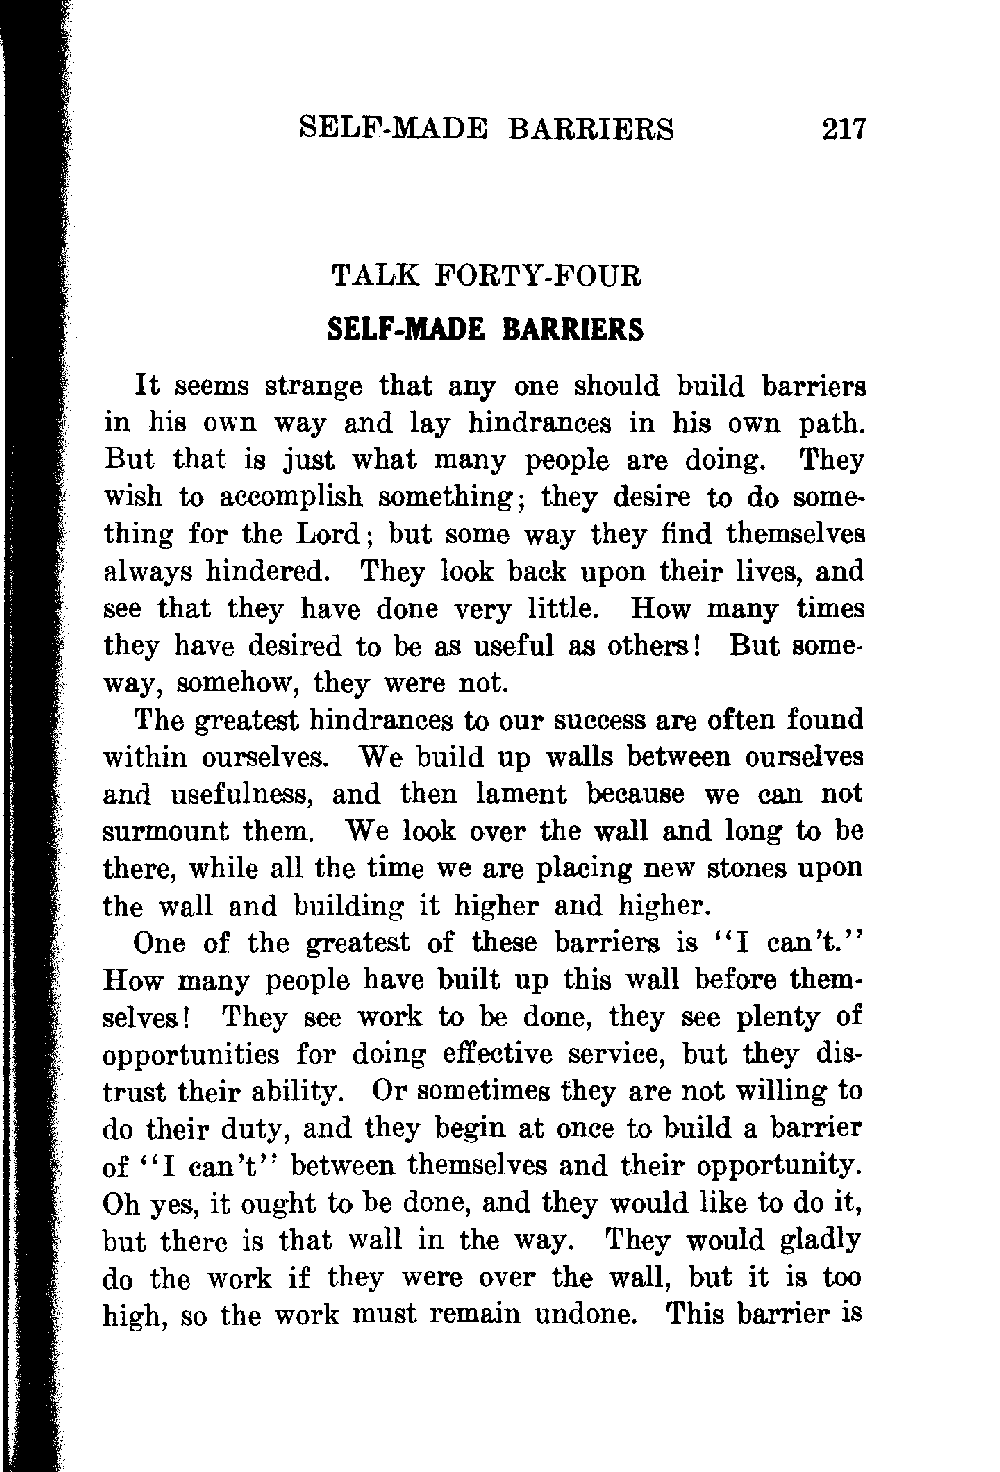 SELF-MADE BARRIERS 217
TALK FORTY-FOUR
SELF-MADE BARRIERS
It seems strange that any one should build barriers
in his own way and lay hindrances in his own path.
But that is just what many people are doing. They
wish to accomplish something; they desire to do some-
thing for the Lord; but some way they find themselves
always hindered. They look back upon their lives, and
see that they have done very little. How many times
they have desired to be as useful as others! But some-
way, somehow, they were not.
The greatest hindrances to our success are often found
within ourselves. We build up walls between ourselves
and usefulness, and then lament because we can not
surmount them. We look over the wall and long to be
there, while all the time we are placing new stones upon
the wall and building it higher and higher.
One of the greatest of these barriers is "I can't."
How many people have built up this wall before them-
selves! They see work to be done, they see plenty of
opportunities for doing effective service, but they dis-
trust their ability. Or sometimes they are not willing to
do their duty, and they begin at once to build a barrier
of "I can't" between themselves and their opportunity.
Oh yes, it ought to be done, and they would like to do it,
but there is that wall in the way. They would gladly
do the work if they were over the wall, but it is too
high, so the work must remain undone. This barrier is